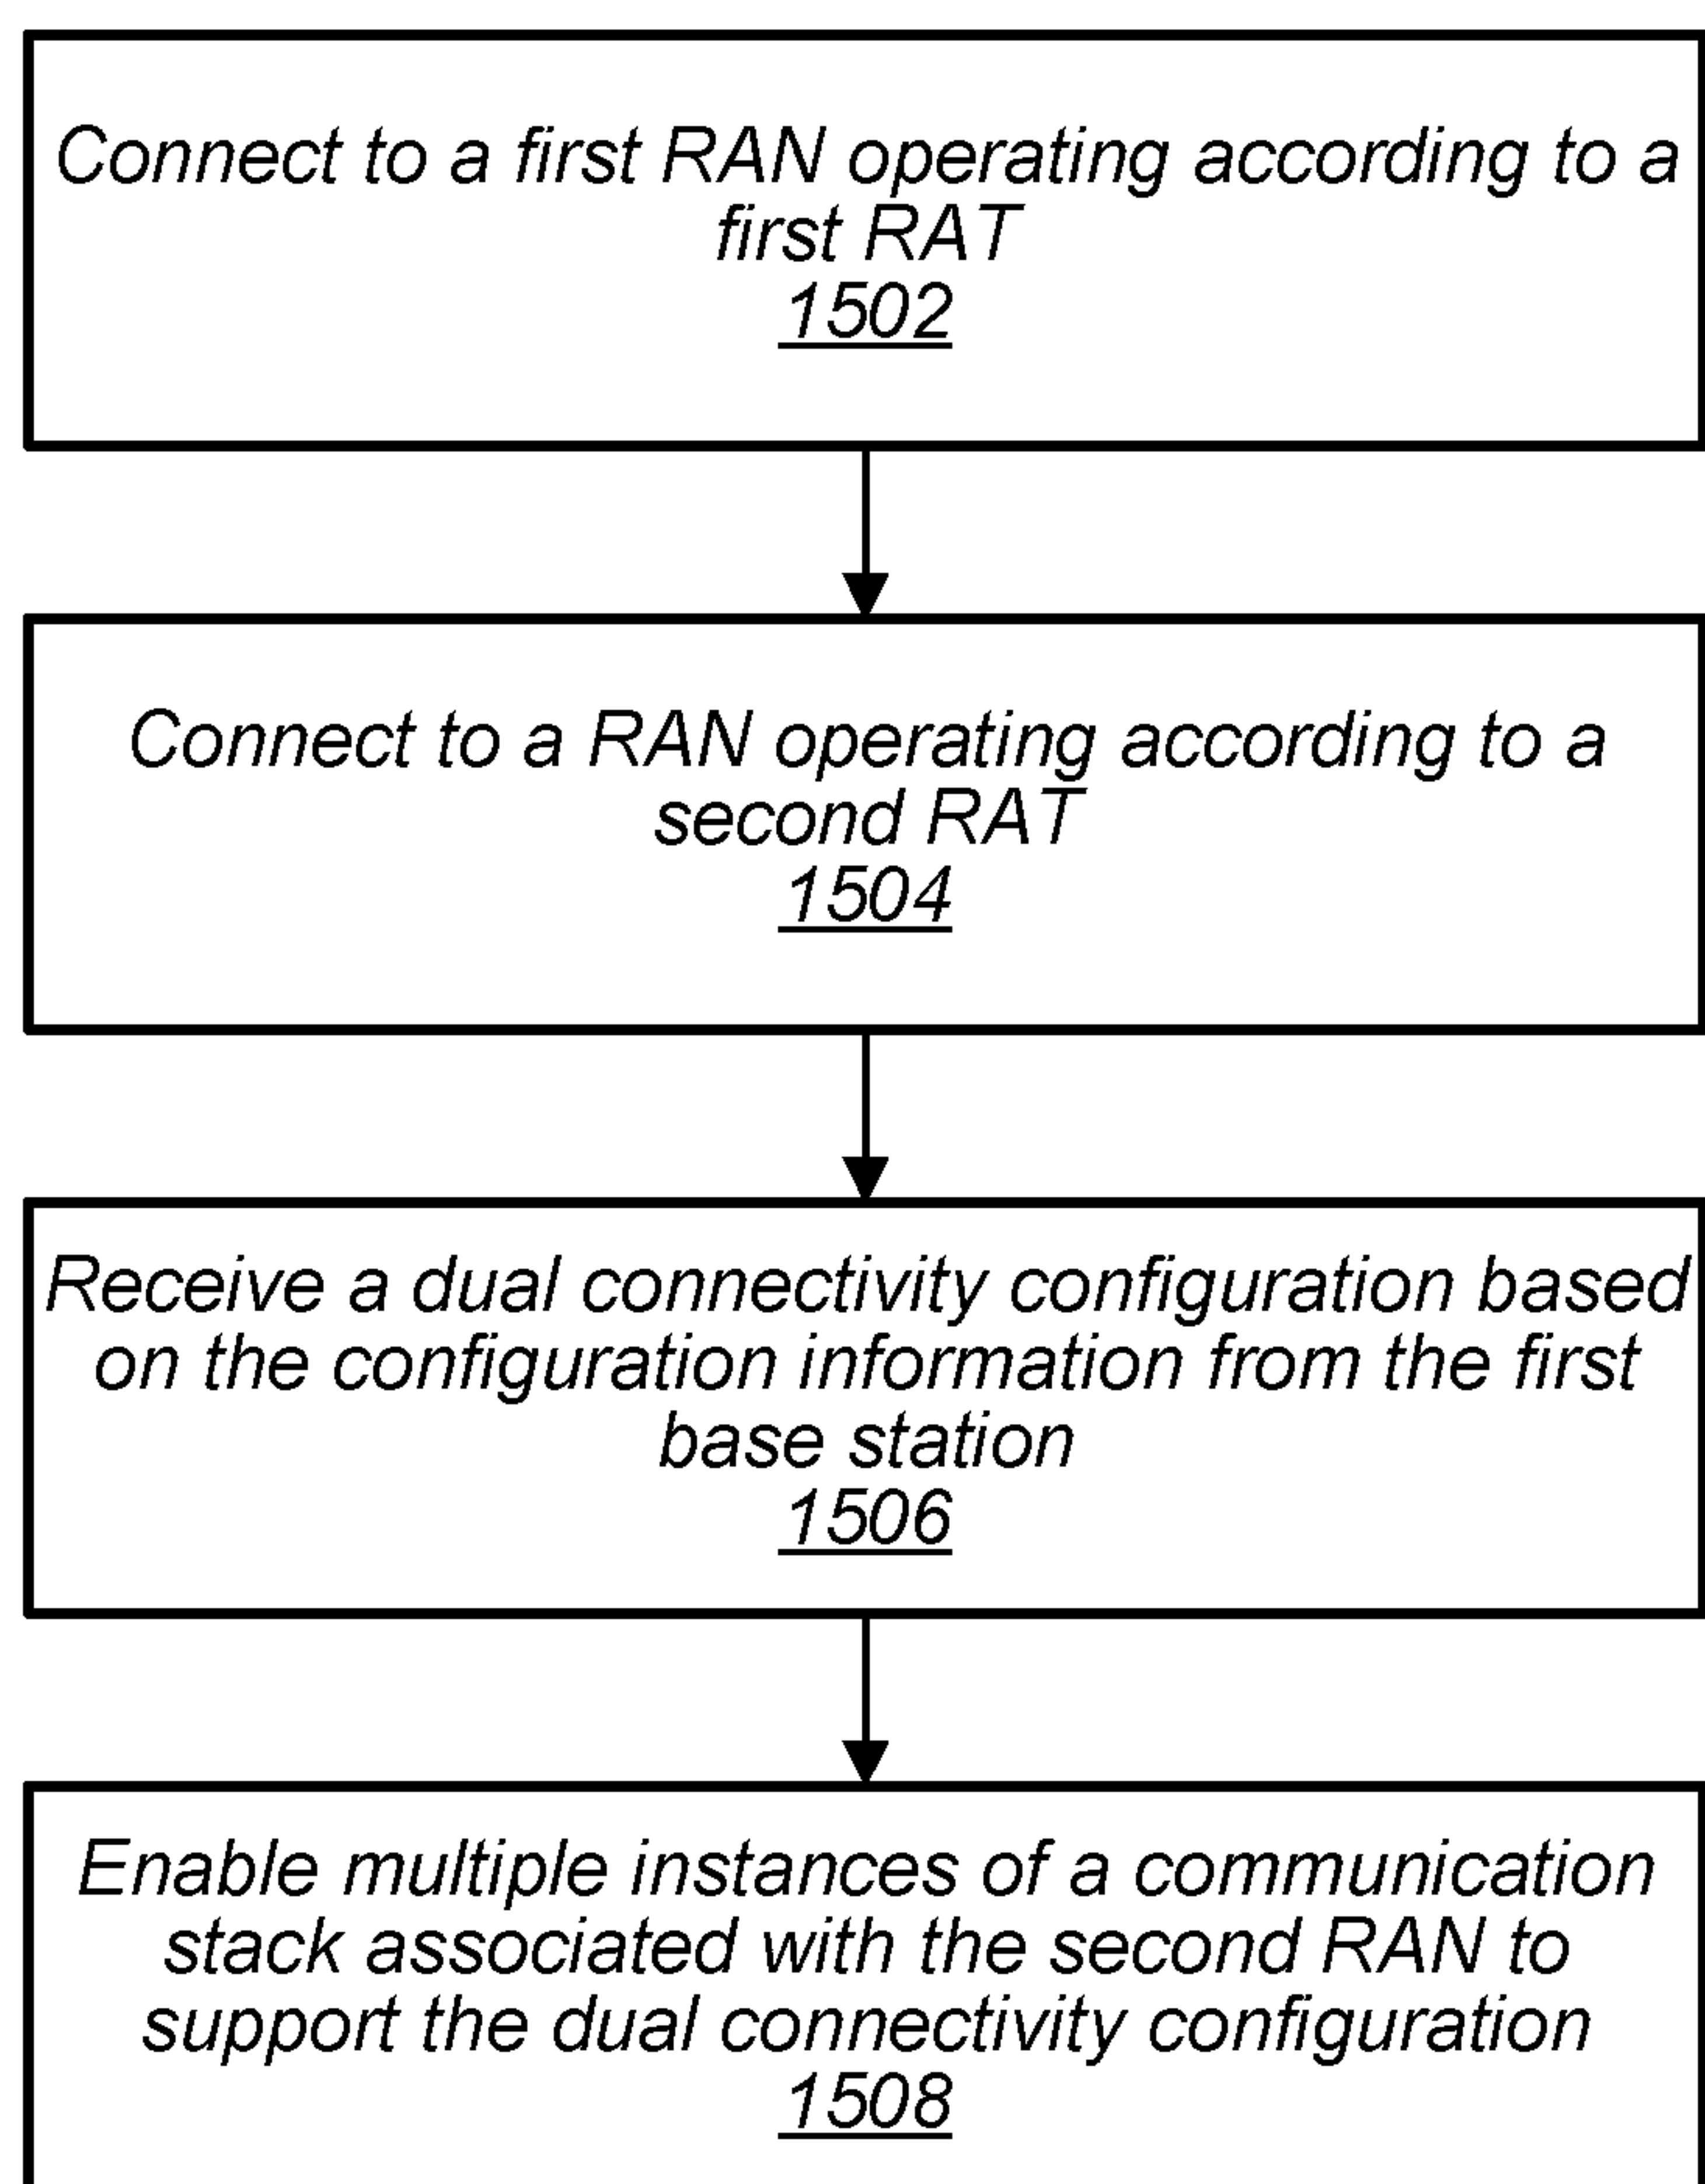 Connect to a first RAN operating according to a
first RAT
1502
Connect to a RAN operating according to a
second RAT
1504
Receive a dual connectivity configuration based
on the configuration information from the first
base station
1506
Enable multiple instances of a communication
stack associated with the second RAN to
support the dual connectivity configuration
1508